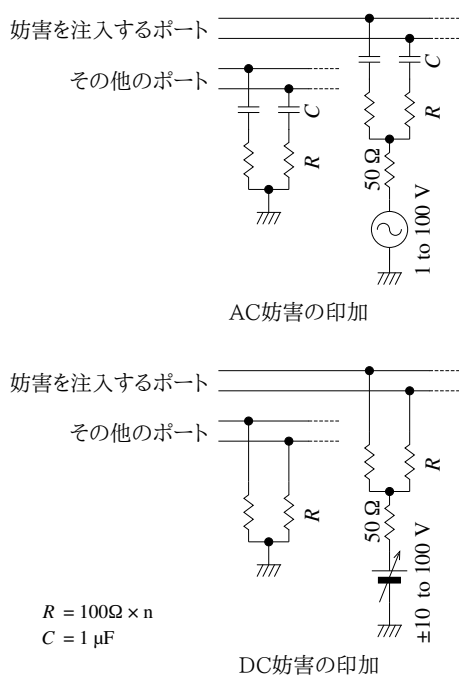 妨害を注入するポート
その他のポート
C
R
C
R
50 Ω
1 to 100 V
AC妨害の印加
妨害を注入するポート
その他のポート
R
R
50 Ω
±10 to 100 V
R = 100Ω × n
C = 1 µF
DC妨害の印加